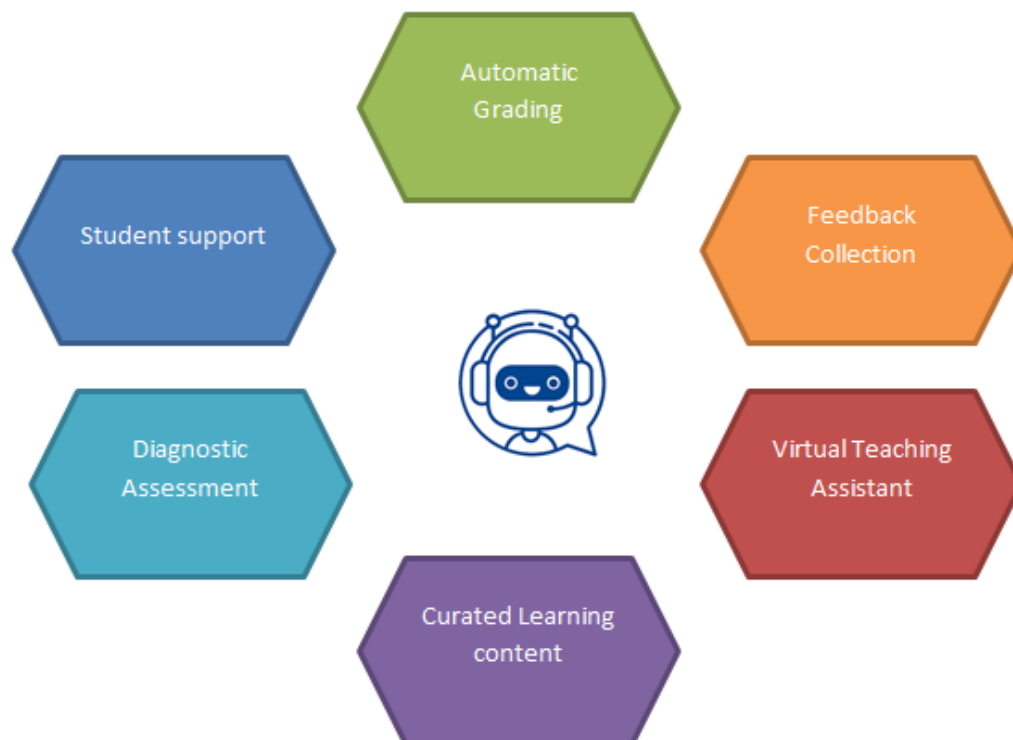 Automatic
Grading
Student support
Feedback
Collection
Diagnostic
Assessment
Virtual Teaching
Assistant
Curated Learning
content